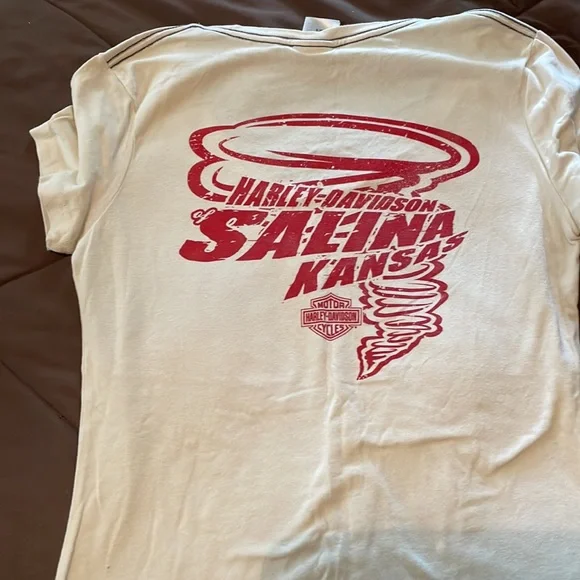 HARLEY-DAVIDSON
of SALINA
KANSAS
MOTOR
HARLEY-DAVIDSON
CYCLES